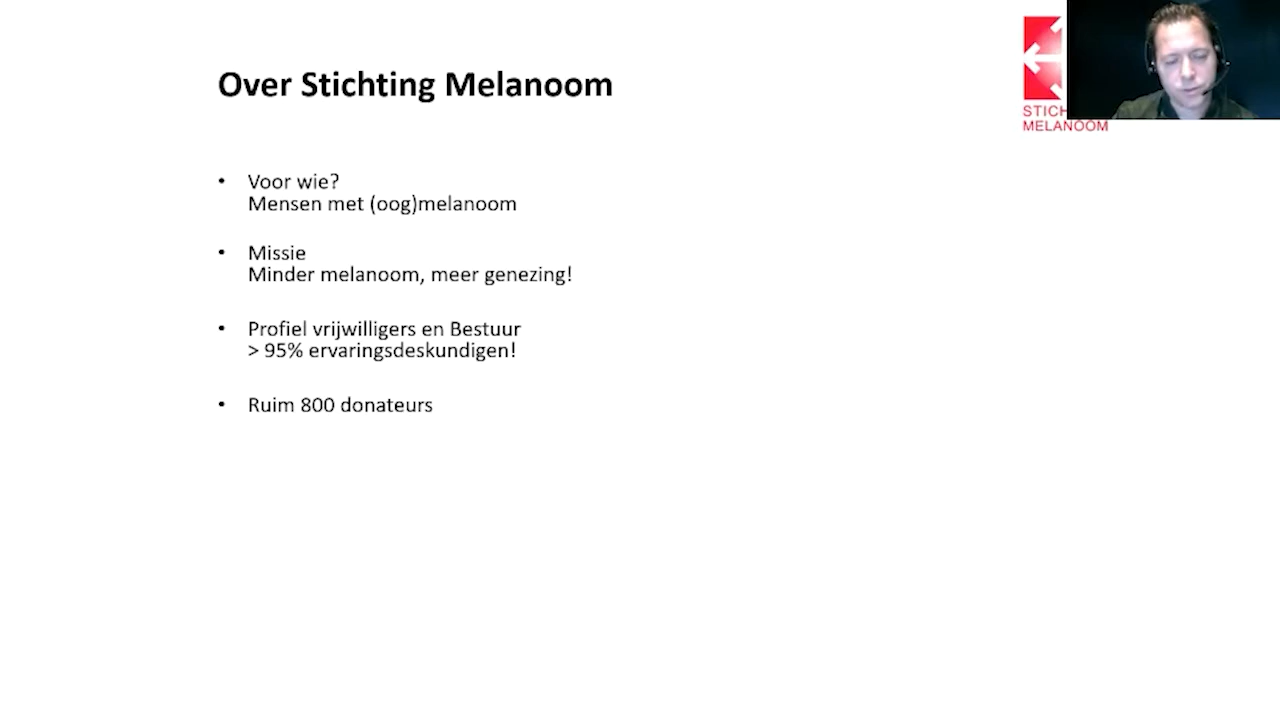 Over Stichting Melanoom
STICH
MELANOOM
• Voor wie?
Mensen met (oog)melanoom
• Missie
Minder melanoom, meer genezing!
• Profiel vrijwilligers en Bestuur
> 95% ervaringsdeskundigen!
• Ruim 800 donateurs